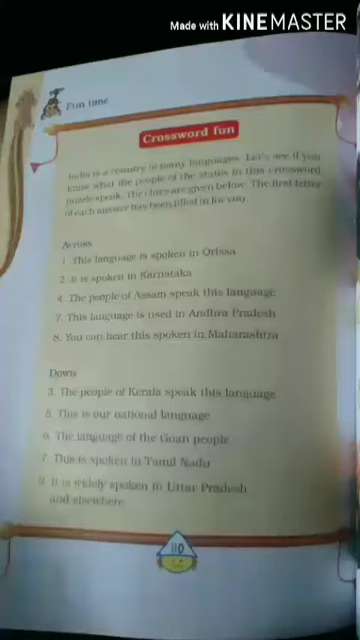 Made with KINEMASTER
Fun time
Crossword fun
India is a country of many languages. Let's see if you
know what the people of the states in this crossword
puzzle speak. The clues are given below. The first letter
of each answer has been filled in for you.
Across
1. This language is spoken in Orissa
2. It is spoken in Karnataka
4. The people of Assam speak this language
7. This language is used in Andhra Pradesh
8. You can hear this spoken in Maharashtra
Down
3. The people of Kerala speak this language
5. This is our national language
6. The language of the Goan people
7. This is spoken in Tamil Nadu
9. It is widely spoken in Uttar Pradesh
and elsewhere
110